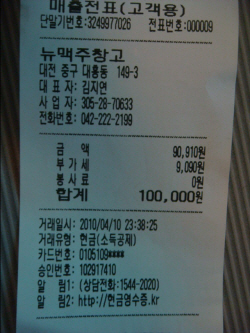 매출전표(고객용)
단말기번호:3249977026 전표번호:000009
뉴맥주창고
대전 중구 대흥동 149-3
대 표 자: 김지연
사 업 자: 305-28-70633
전화번호: 042-222-2199
금 액 90,910원
부 가 세 9,090원
봉 사 료 0원
합계 100,000원
거래일시: 2010/04/10 23:38:25
거래유형: 현금(소득공제)
카드번호: 0105109****
승인번호: 102917410
알 림1: (상담전화:1544-2020)
알 림2: http://현금영수증.kr